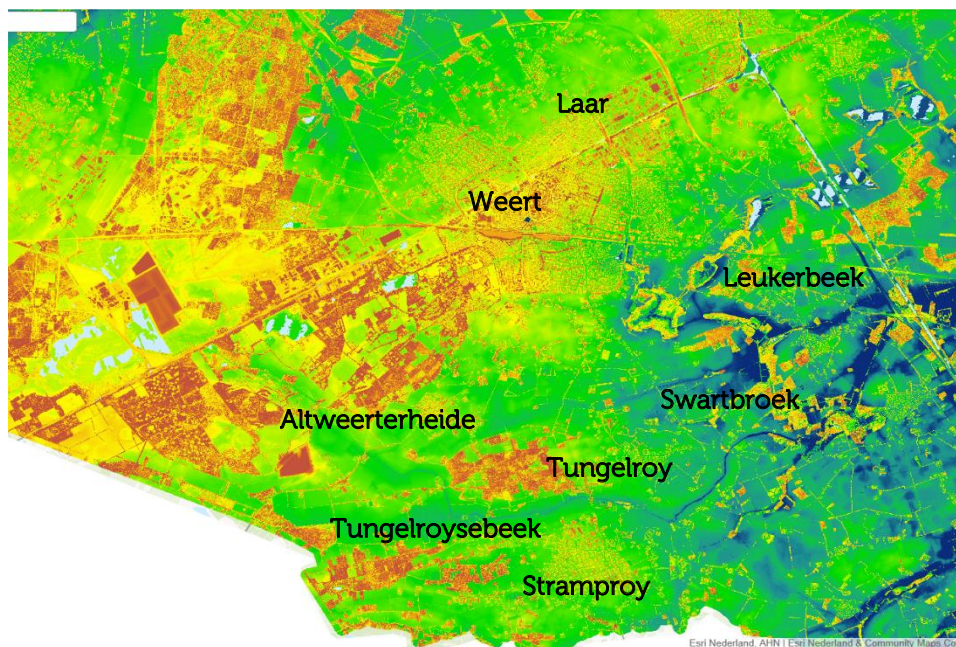 Laar
Weert
Leukerbeek
Swartbroek
Altweerterheide
Tungelroy
Tungelroysebeek
Stramproy
Esri Nederland, AHN | Esri Nederland & Community Maps Co